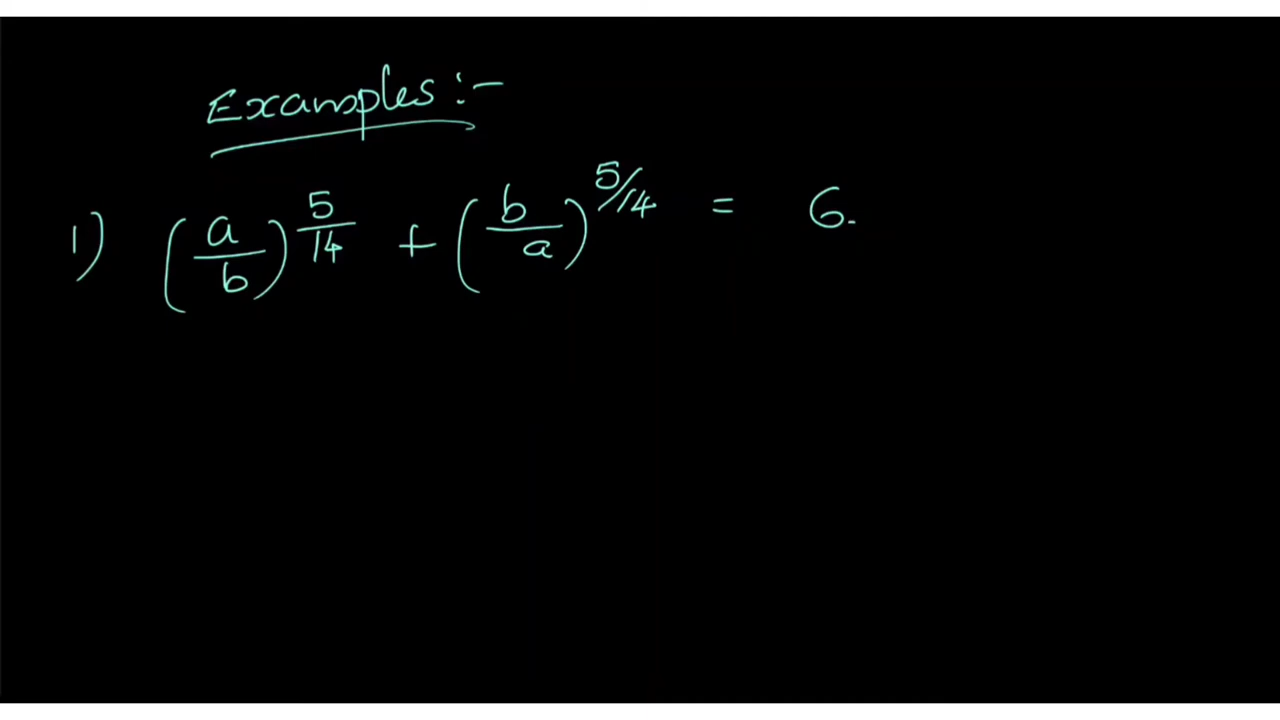 Examples :-
1) (a/b)^5/14 + (b/a)^5/14 = 6.